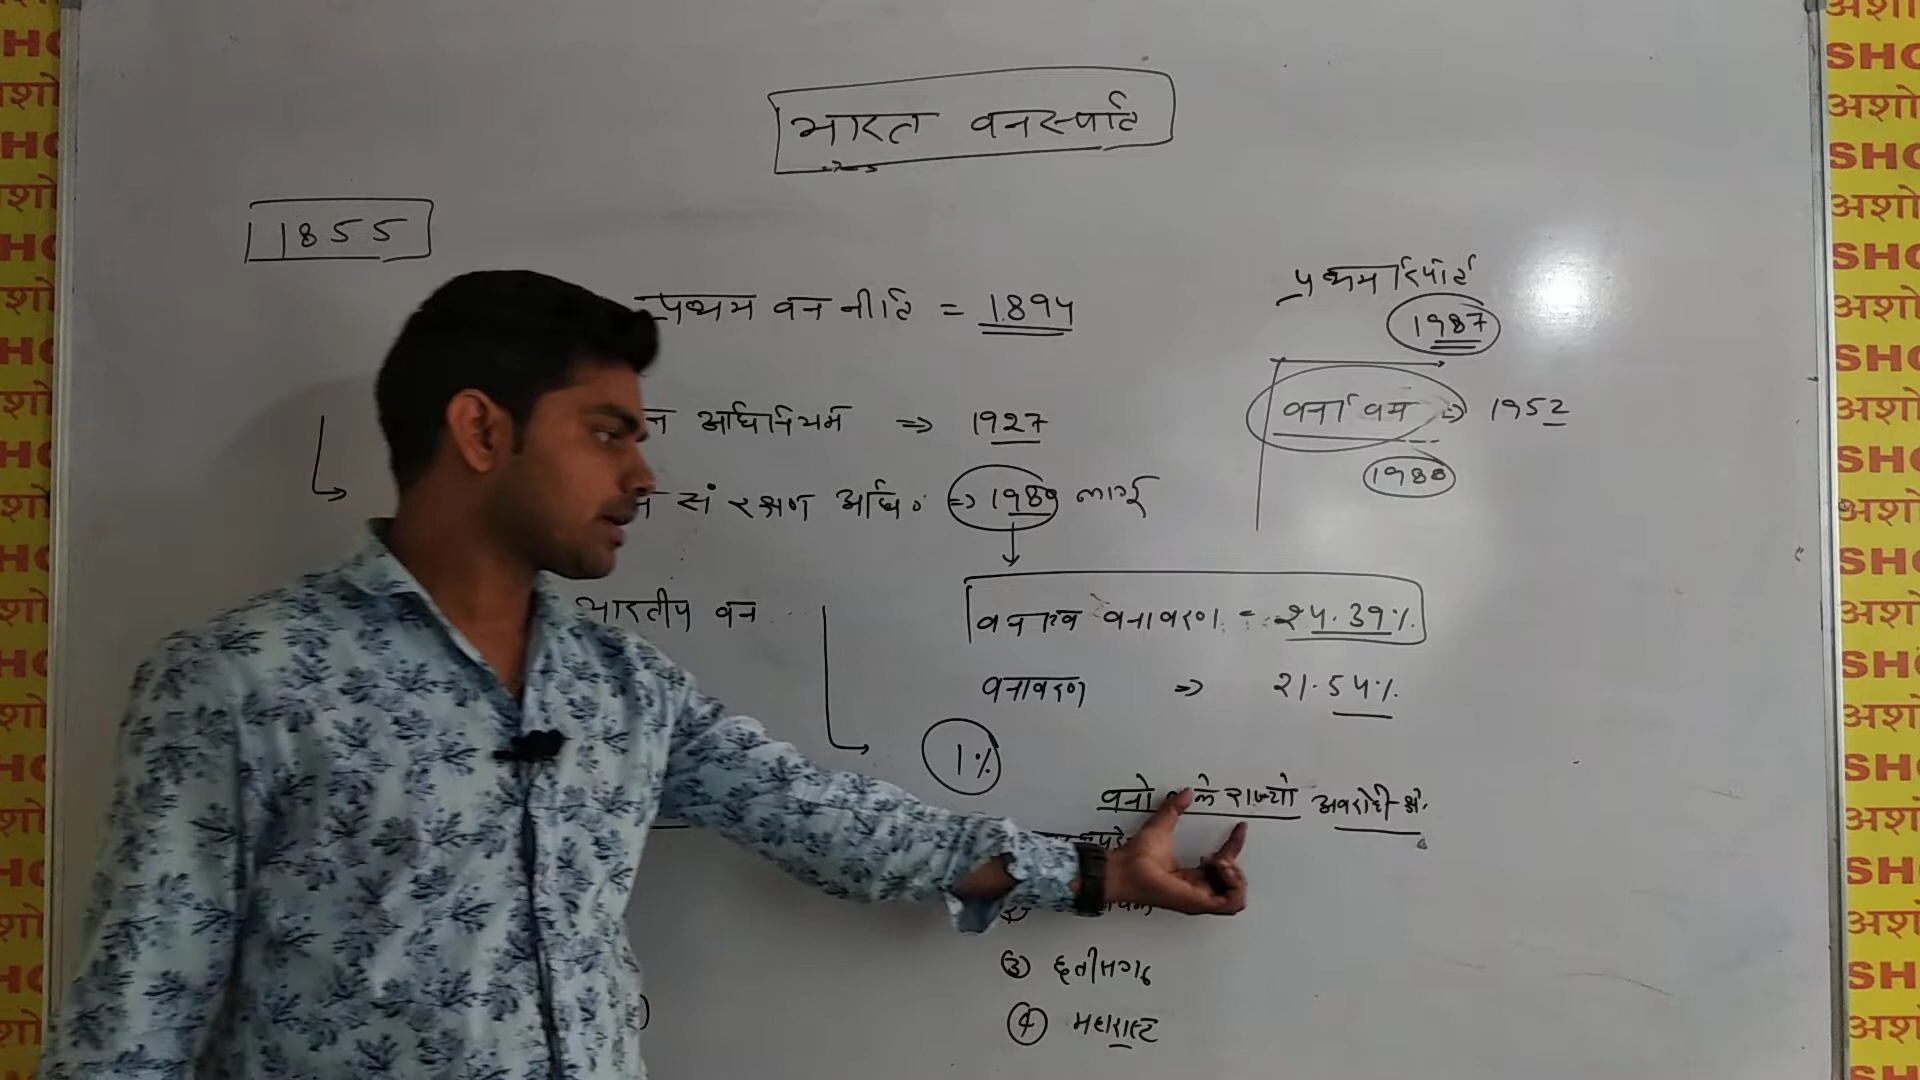 भारत वनस्पति
1855
प्रथम वन नीति = 1894
प्रथम रिपोर्ट
1987
अधिनियम => 1927
=> 1952
1988
संरक्षण अधि० => 1980 लागू
भारतीय वन
वन एवं वनावरण = 24.39%.
वनावरण => 21.54%.
1%
वनो राज्यो अवरोही क्र.
③ छत्तीसगढ़
④ महाराष्ट्र
SHO
अशो